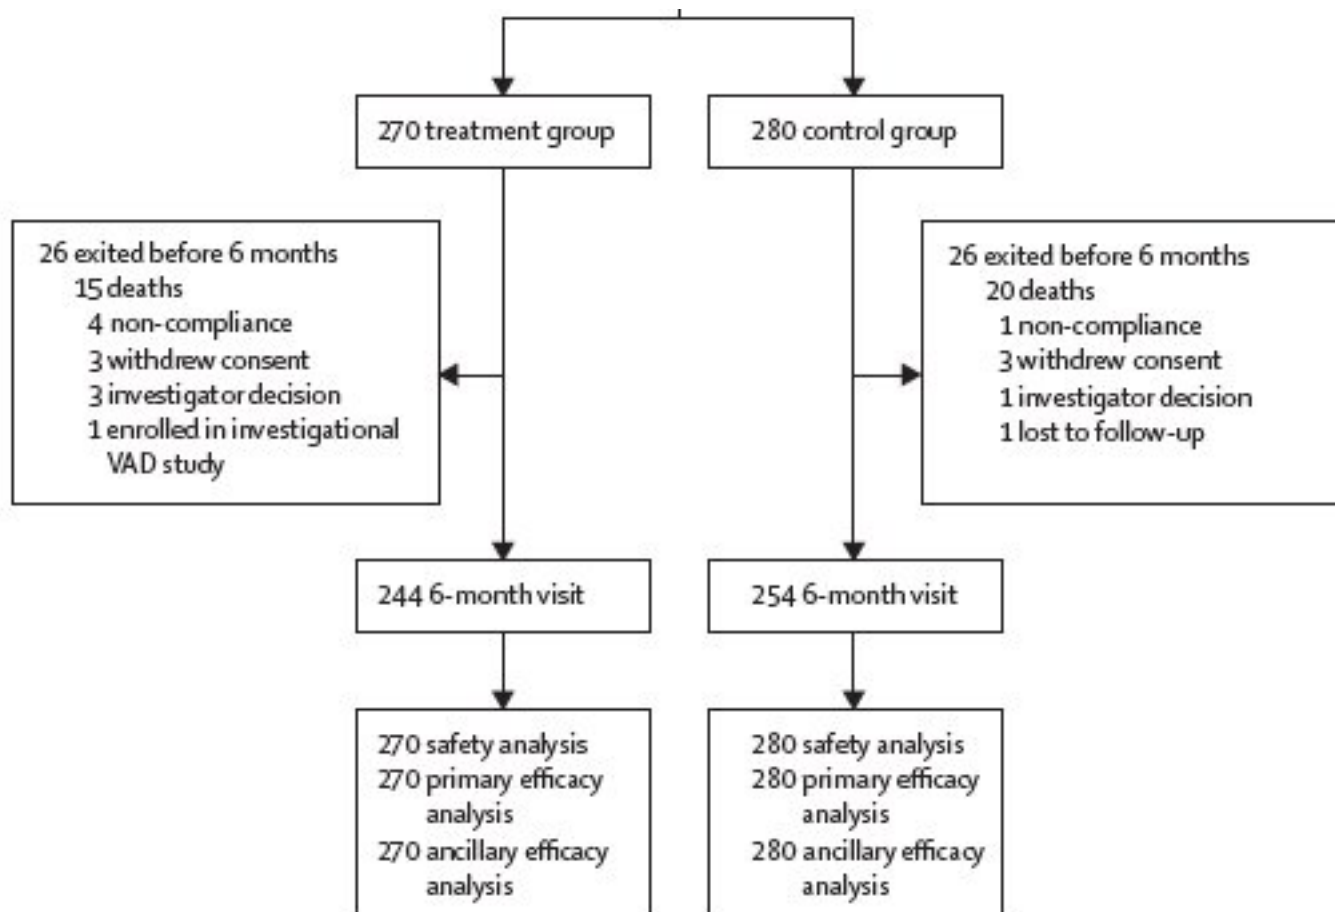 270 treatment group
280 control group
26 exited before 6 months
15 deaths
4 non-compliance
3 withdrew consent
3 investigator decision
1 enrolled in investigational
VAD study
26 exited before 6 months
20 deaths
1 non-compliance
3 withdrew consent
1 investigator decision
1 lost to follow-up
244 6-month visit
254 6-month visit
270 safety analysis
270 primary efficacy
analysis
270 ancillary efficacy
analysis
280 safety analysis
280 primary efficacy
analysis
280 ancillary efficacy
analysis